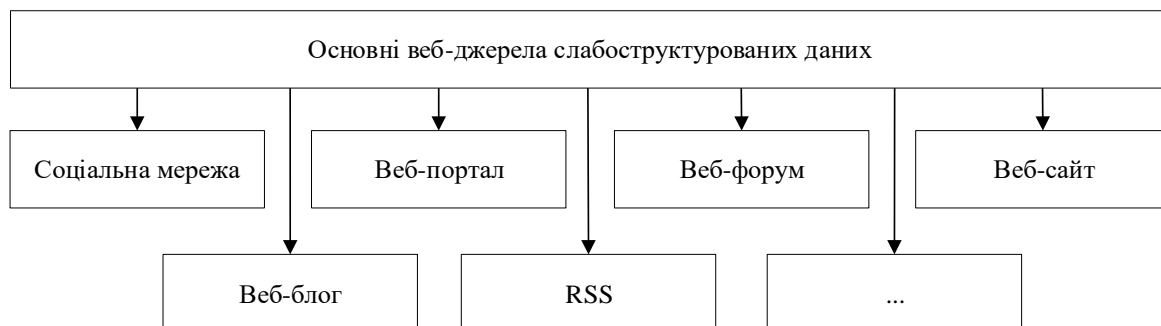 Основні веб-джерела слабоструктурованих даних
Соціальна мережа
Веб-портал
Веб-форум
Веб-сайт
Веб-блог
RSS
...